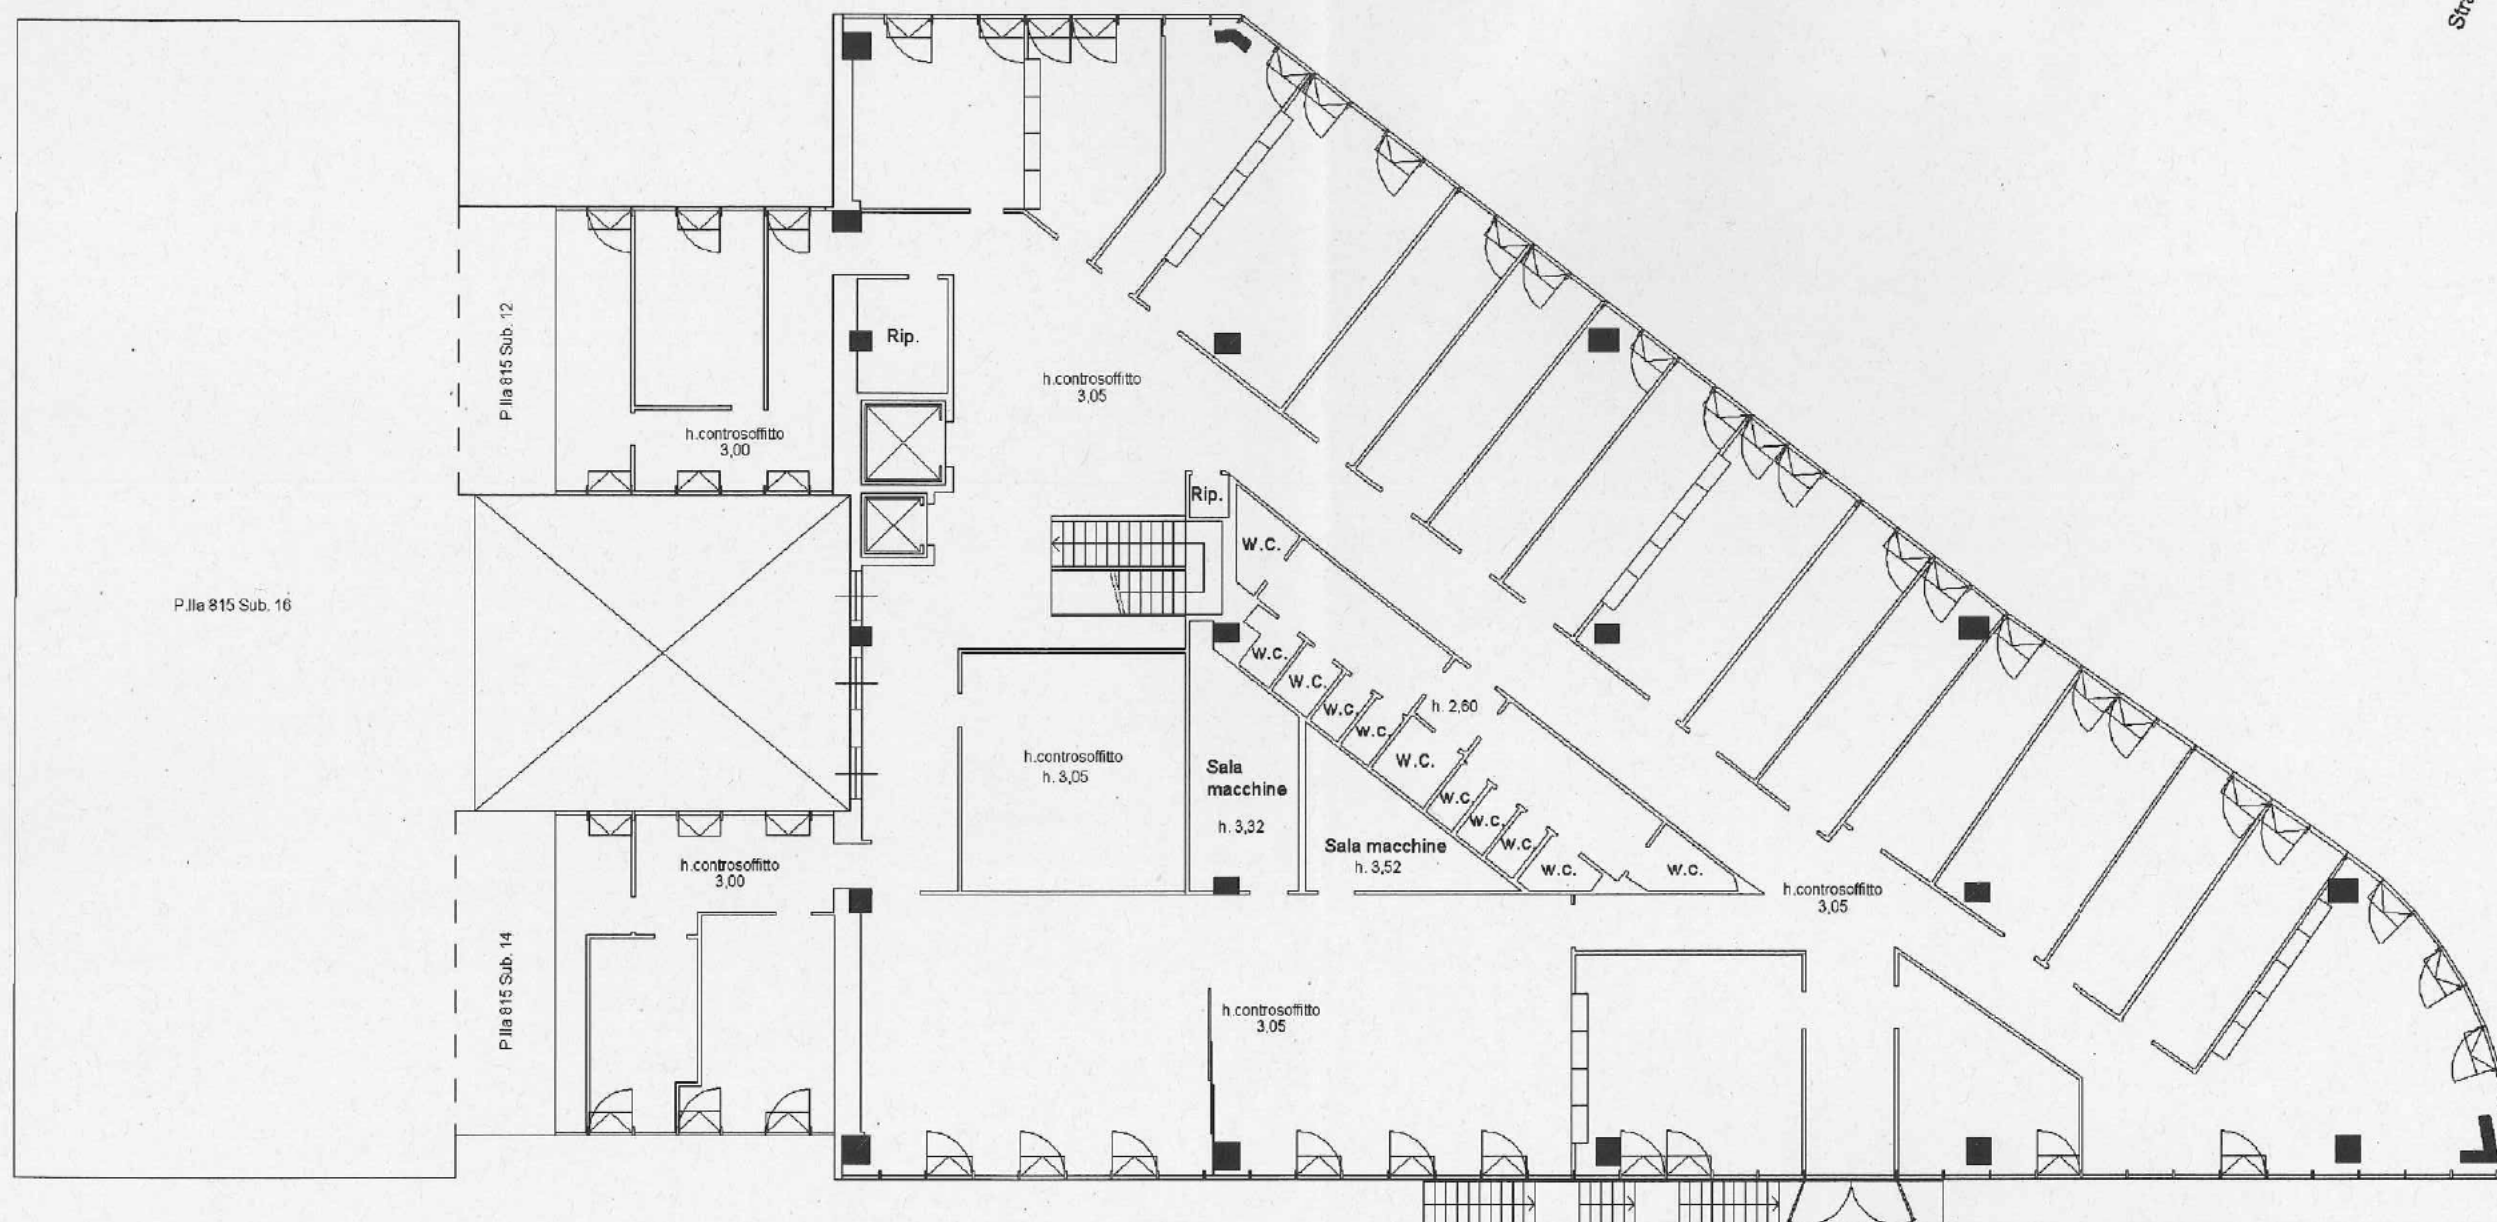 Str
P.lla 815 Sub. 12
Rip.
h.controsoffitto
3,05
h.controsoffitto
3,00
Rip.
W.C.
P.lla 815 Sub. 16
W.C.
W.C.
W.C.
W.C.
h. 2,60
W.C.
h.controsoffitto
h. 3,05
Sala
macchine
h. 3,32
W.C.
W.C.
W.C.
W.C.
W.C.
Sala macchine
h. 3,52
h.controsoffitto
3,00
h.controsoffitto
3,05
P.lla 815 Sub. 14
h.controsoffitto
3,05